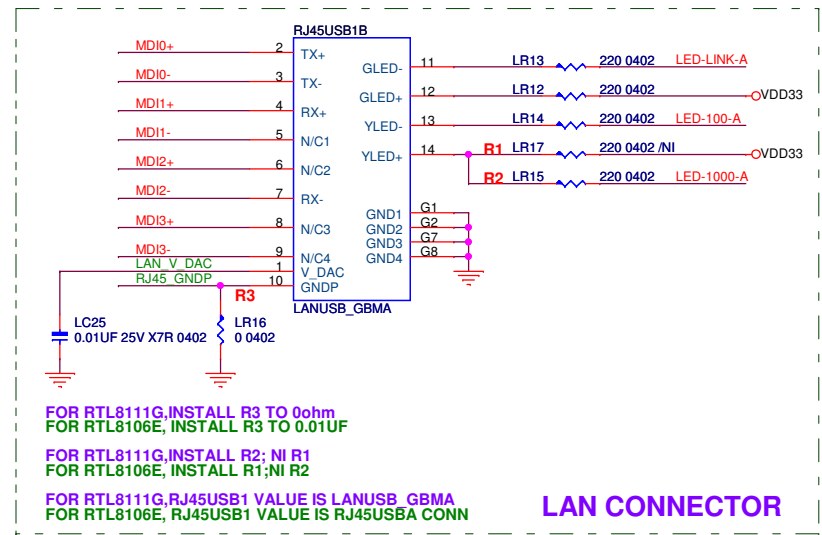 RJ45USB1B
MDI0+ 2 TX+
MDI0- 3 TX-
MDI1+ 4 RX+
MDI1- 5 N/C1
MDI2+ 6 N/C2
MDI2- 7 RX-
MDI3+ 8 N/C3
MDI3- 9 N/C4
LAN_V_DAC 1 V_DAC
RJ45_GNDP 10 GNDP
R3
GLED- 11 LR13 220 0402 LED-LINK-A
GLED+ 12 LR12 220 0402 VDD33
YLED- 13 LR14 220 0402 LED-100-A
YLED+ 14 R1 LR17 220 0402 /NI VDD33
R2 LR15 220 0402 LED-1000-A
GND1 G1
GND2 G2
GND3 G7
GND4 G8
LANUSB_GBMA
LC25
0.01UF 25V X7R 0402
LR16
0 0402
FOR RTL8111G,INSTALL R3 TO 0ohm
FOR RTL8106E, INSTALL R3 TO 0.01UF
FOR RTL8111G,INSTALL R2; NI R1
FOR RTL8106E, INSTALL R1;NI R2
FOR RTL8111G,RJ45USB1 VALUE IS LANUSB_GBMA
FOR RTL8106E, RJ45USB1 VALUE IS RJ45USBA CONN
LAN CONNECTOR